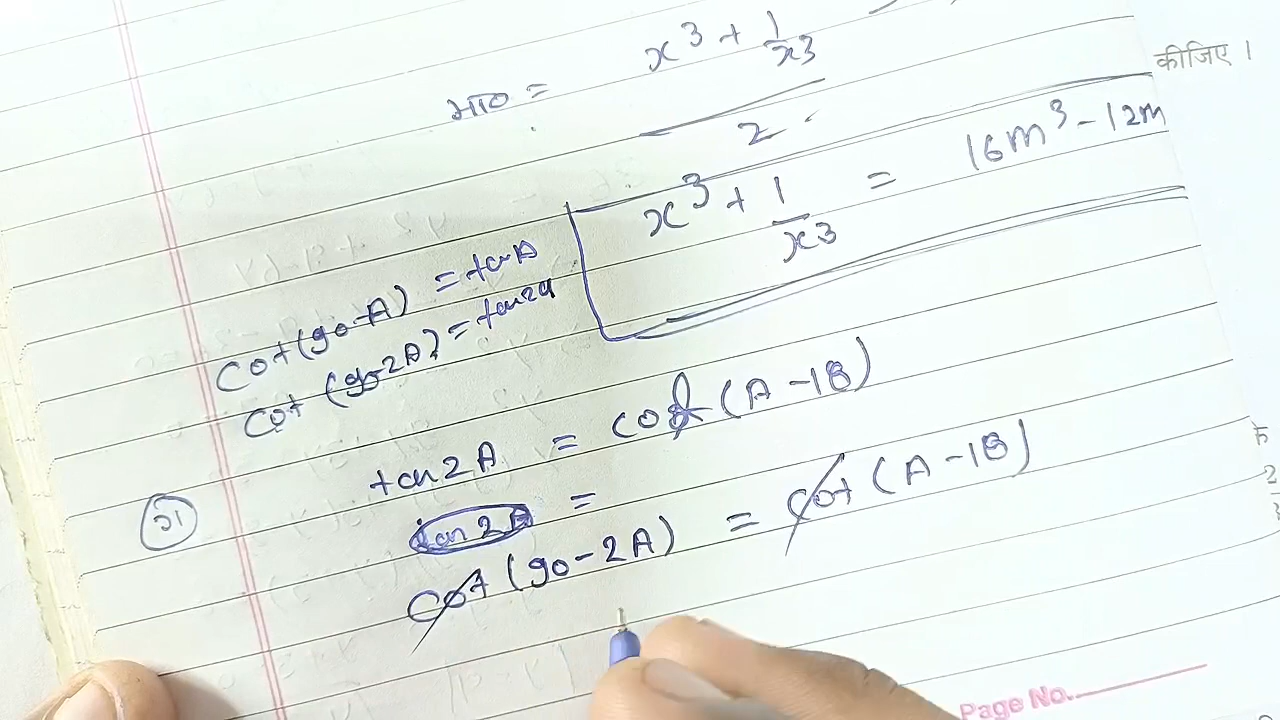 x³ + 1/x3
माध्य =
2
कीजिए ।
x³ + 1/x3 = 16m³ - 12m
cot(90-A) = tanA
cot(90-2A) = tan2A
tan2A = cot(A-18)
tan2A =
cot(90-2A) = cot(A-18)
Page No.